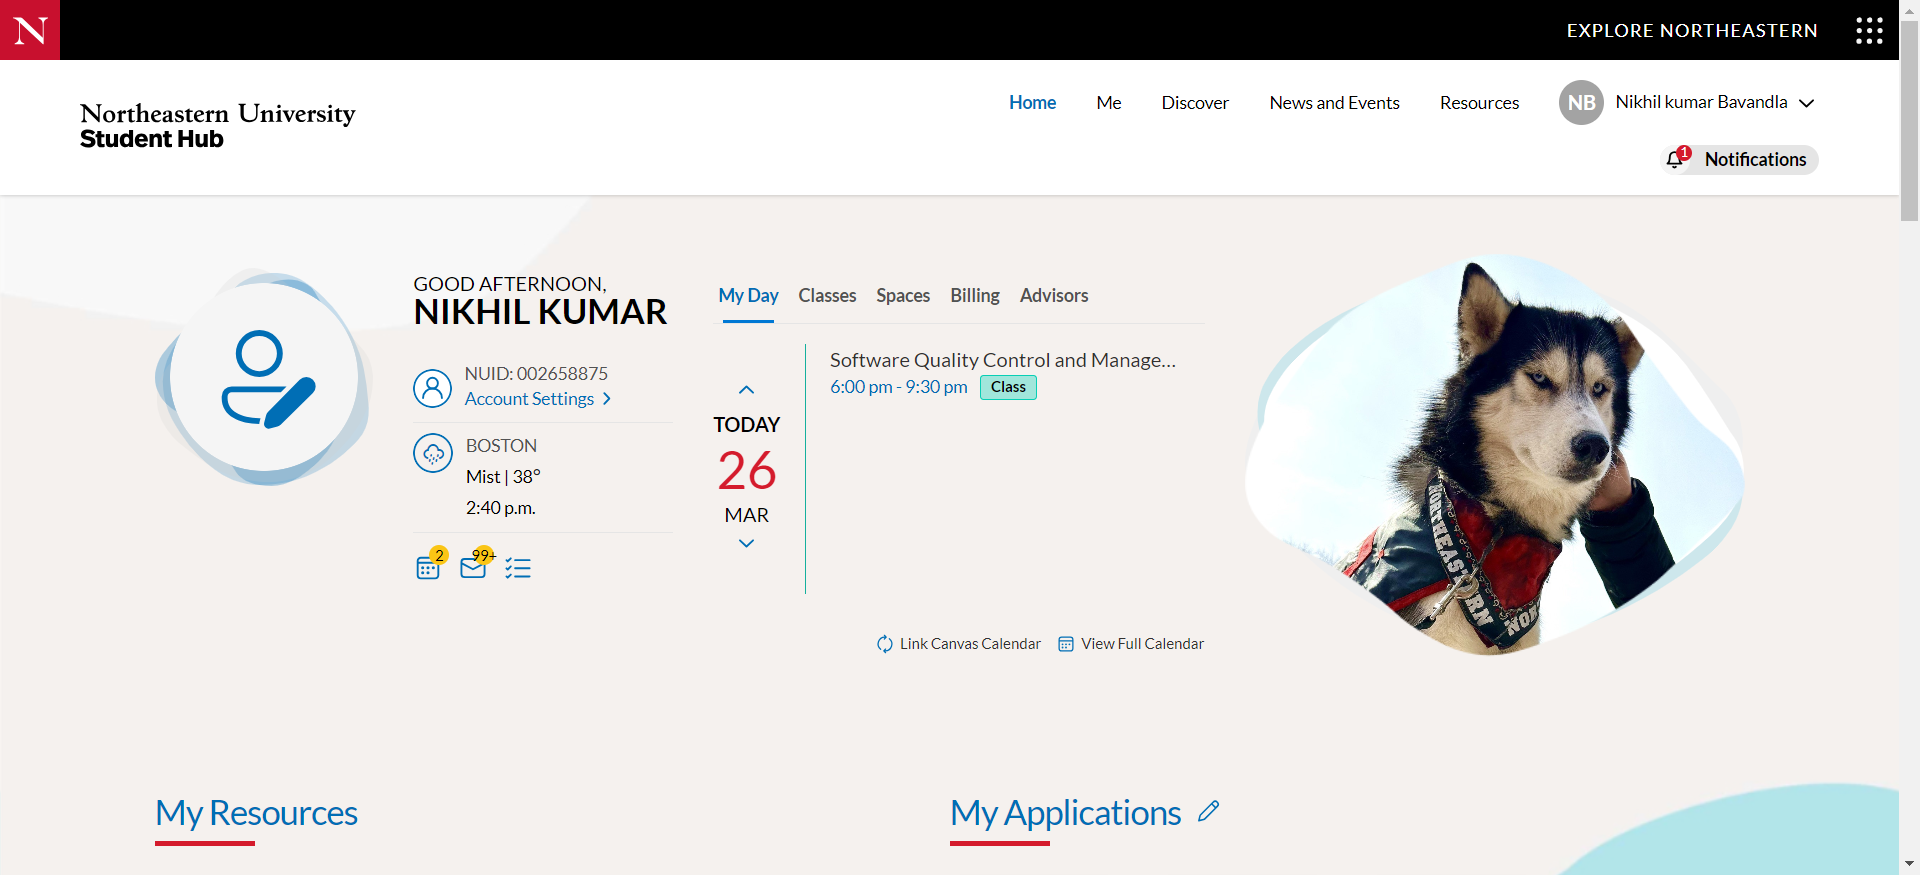 N
EXPLORE NORTHEASTERN
Northeastern University
Student Hub
Home Me Discover News and Events Resources NB Nikhil kumar Bavandla
1 Notifications
GOOD AFTERNOON,
NIKHIL KUMAR
NUID: 002658875
Account Settings
BOSTON
Mist | 38°
2:40 p.m.
2 99+
My Day Classes Spaces Billing Advisors
TODAY
26
MAR
Software Quality Control and Manage...
6:00 pm - 9:30 pm Class
Link Canvas Calendar View Full Calendar
NORTHEASTERN
NOR
My Resources
My Applications